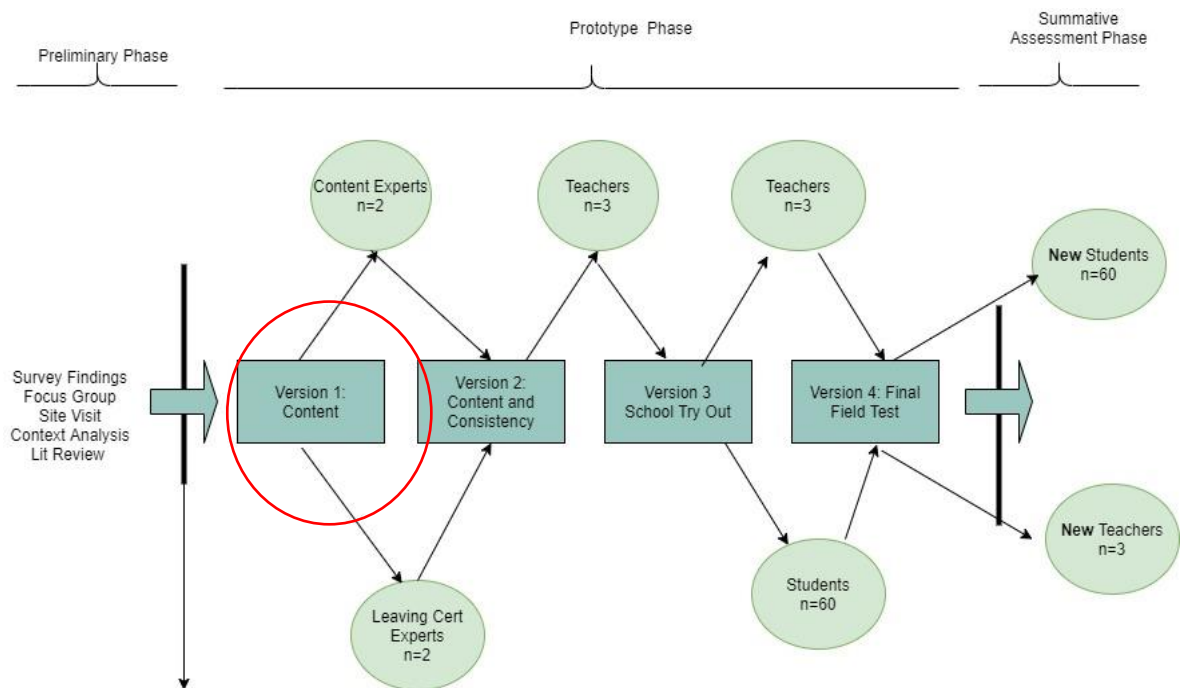 Preliminary Phase
Prototype Phase
Summative
Assessment Phase
Content Experts
n=2
Teachers
n=3
Teachers
n=3
New Students
n=60
Survey Findings
Focus Group
Site Visit
Context Analysis
Lit Review
Version 1:
Content
Version 2:
Content and
Consistency
Version 3
School Try Out
Version 4: Final
Field Test
Leaving Cert
Experts
n=2
Students
n=60
New Teachers
n=3